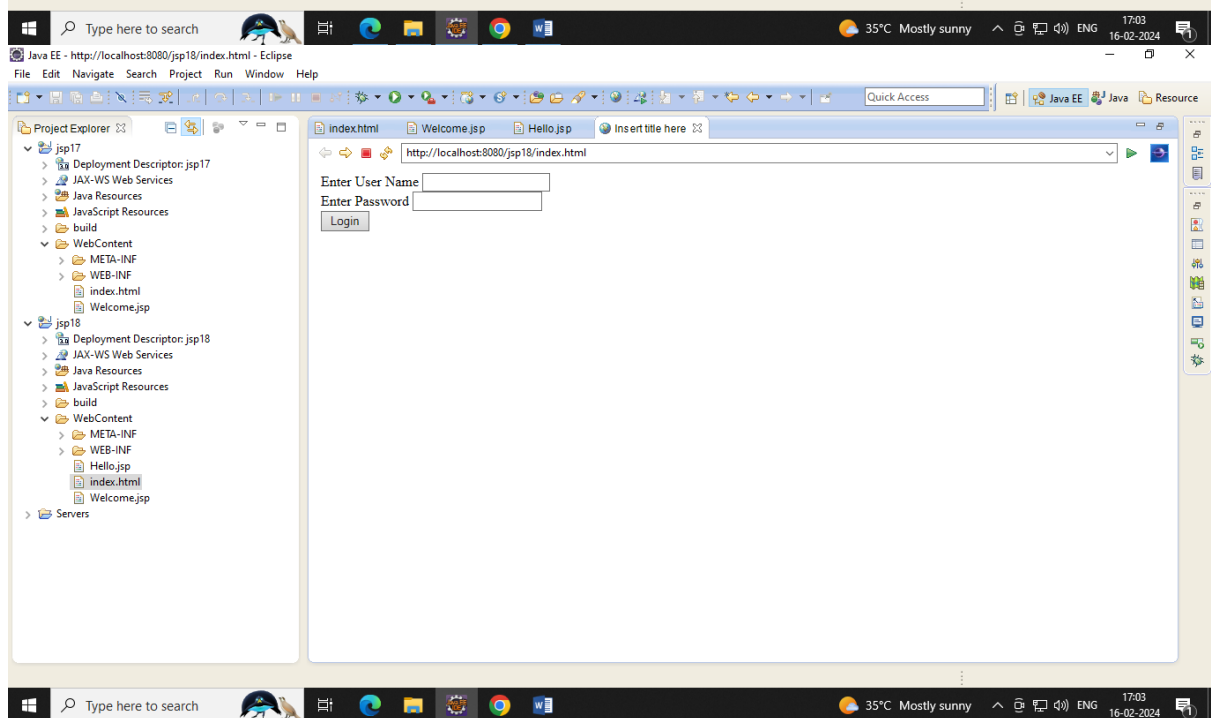 Type here to search
35°C Mostly sunny
ENG
17:03
16-02-2024
Java EE - http://localhost:8080/jsp18/index.html - Eclipse
File Edit Navigate Search Project Run Window Help
Quick Access
Java EE
Java
Resource
Project Explorer
index.html
Welcome.jsp
Hello.jsp
Insert title here
http://localhost:8080/jsp18/index.html
jsp17
Deployment Descriptor: jsp17
JAX-WS Web Services
Java Resources
JavaScript Resources
build
WebContent
META-INF
WEB-INF
index.html
Welcome.jsp
jsp18
Deployment Descriptor: jsp18
JAX-WS Web Services
Java Resources
JavaScript Resources
build
WebContent
META-INF
WEB-INF
Hello.jsp
index.html
Welcome.jsp
Servers
Enter User Name
Enter Password
Login
Type here to search
35°C Mostly sunny
ENG
17:03
16-02-2024